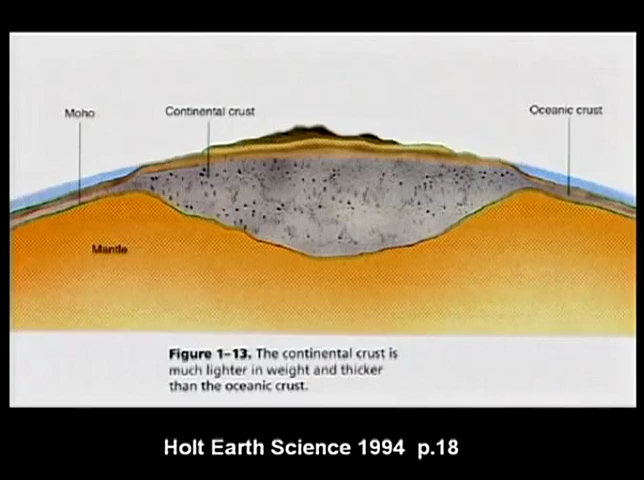 Moho
Continental crust
Oceanic crust
Mantle
Figure 1–13. The continental crust is
much lighter in weight and thicker
than the oceanic crust.
Holt Earth Science 1994 p.18